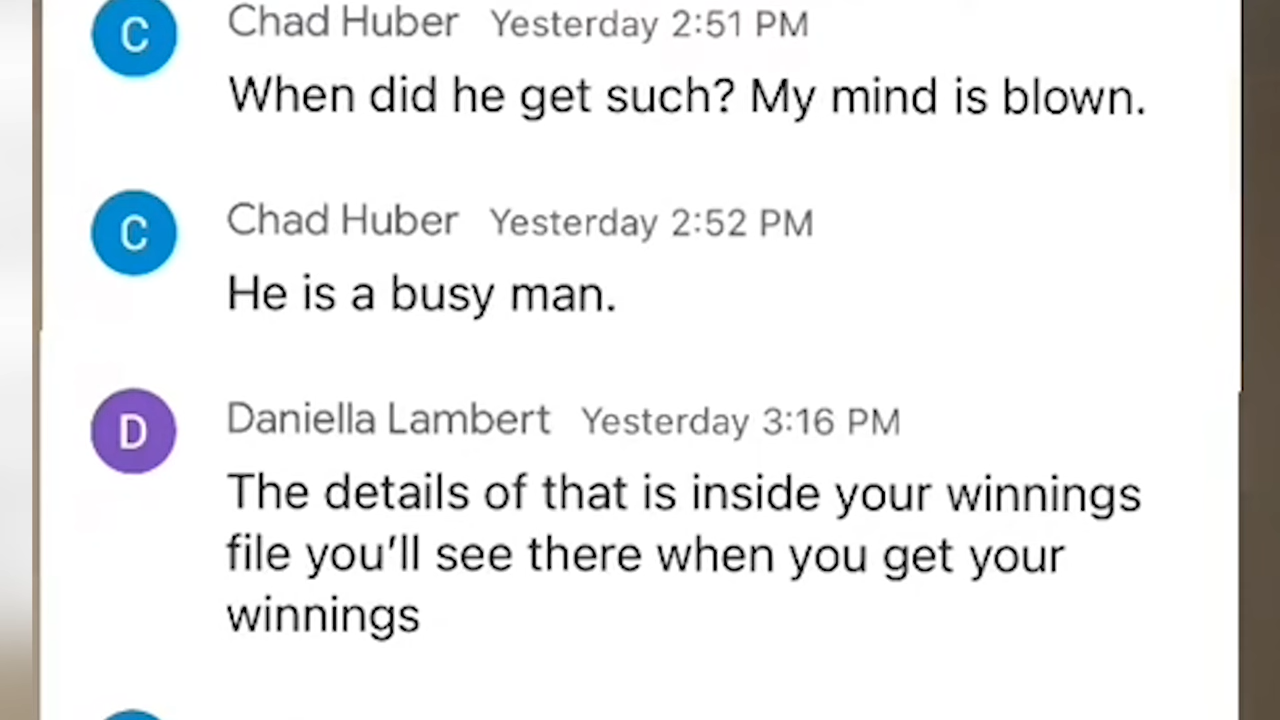 C
Chad Huber Yesterday 2:51 PM
When did he get such? My mind is blown.
C
Chad Huber Yesterday 2:52 PM
He is a busy man.
D
Daniella Lambert Yesterday 3:16 PM
The details of that is inside your winnings
file you’ll see there when you get your
winnings